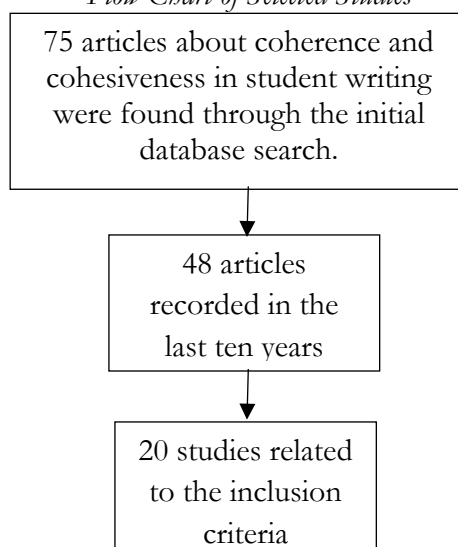 Flow Chart of Selected Studies
75 articles about coherence and
cohesiveness in student writing
were found through the initial
database search.
48 articles
recorded in the
last ten years
20 studies related
to the inclusion
criteria